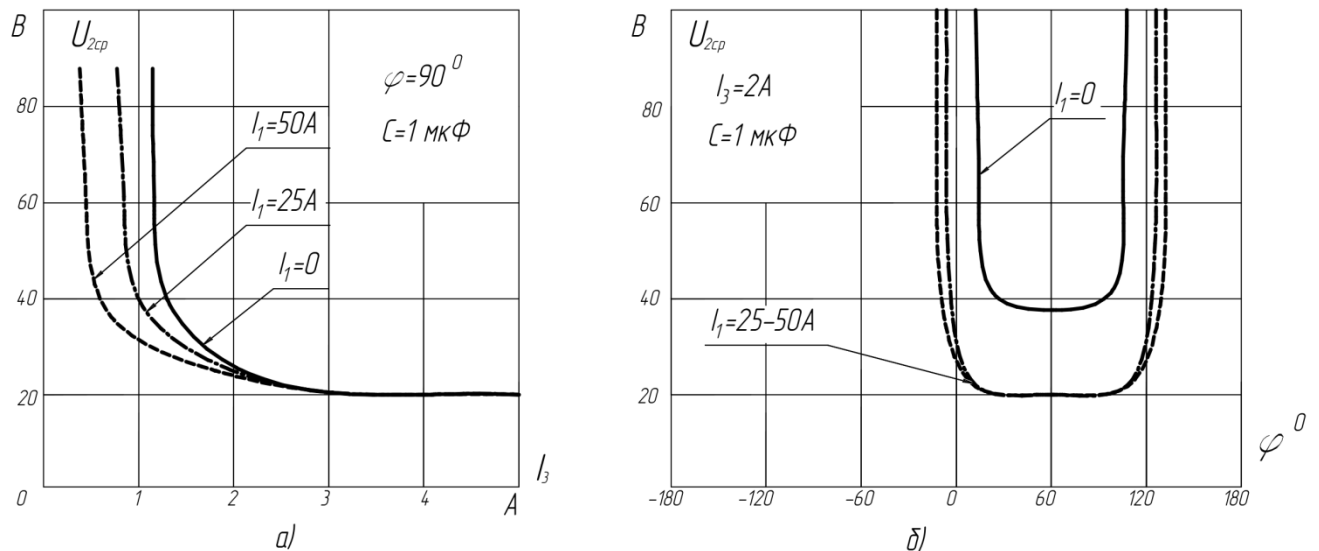 В
U₂ср
φ=90⁰
C=1 мкФ
80
I₁=50A
60
I₁=25A
I₁=0
40
20
0
1
2
3
4
A
I₃
а)
В
U₂ср
I₃=2A
C=1 мкФ
I₁=0
80
60
40
I₁=25-50A
20
0
-180
-120
-60
0
60
120
180
φ⁰
б)